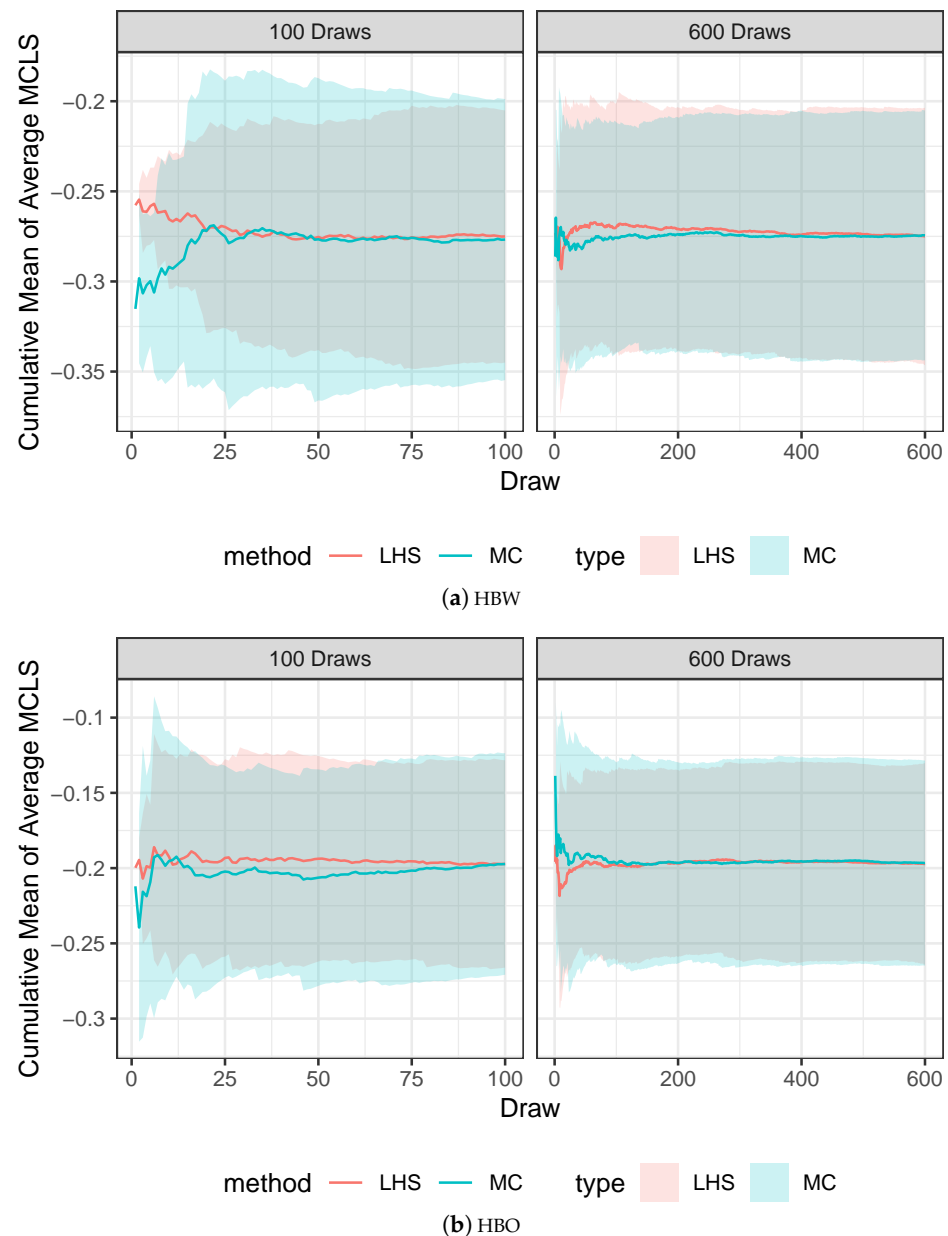 100 Draws 600 Draws
Cumulative Mean of Average MCLS
−0.2
−0.25
−0.3
−0.35
0 25 50 75 100 0 200 400 600
Draw
method LHS MC type LHS MC
(a) HBW
100 Draws 600 Draws
Cumulative Mean of Average MCLS
−0.1
−0.15
−0.2
−0.25
−0.3
0 25 50 75 100 0 200 400 600
Draw
method LHS MC type LHS MC
(b) HBO